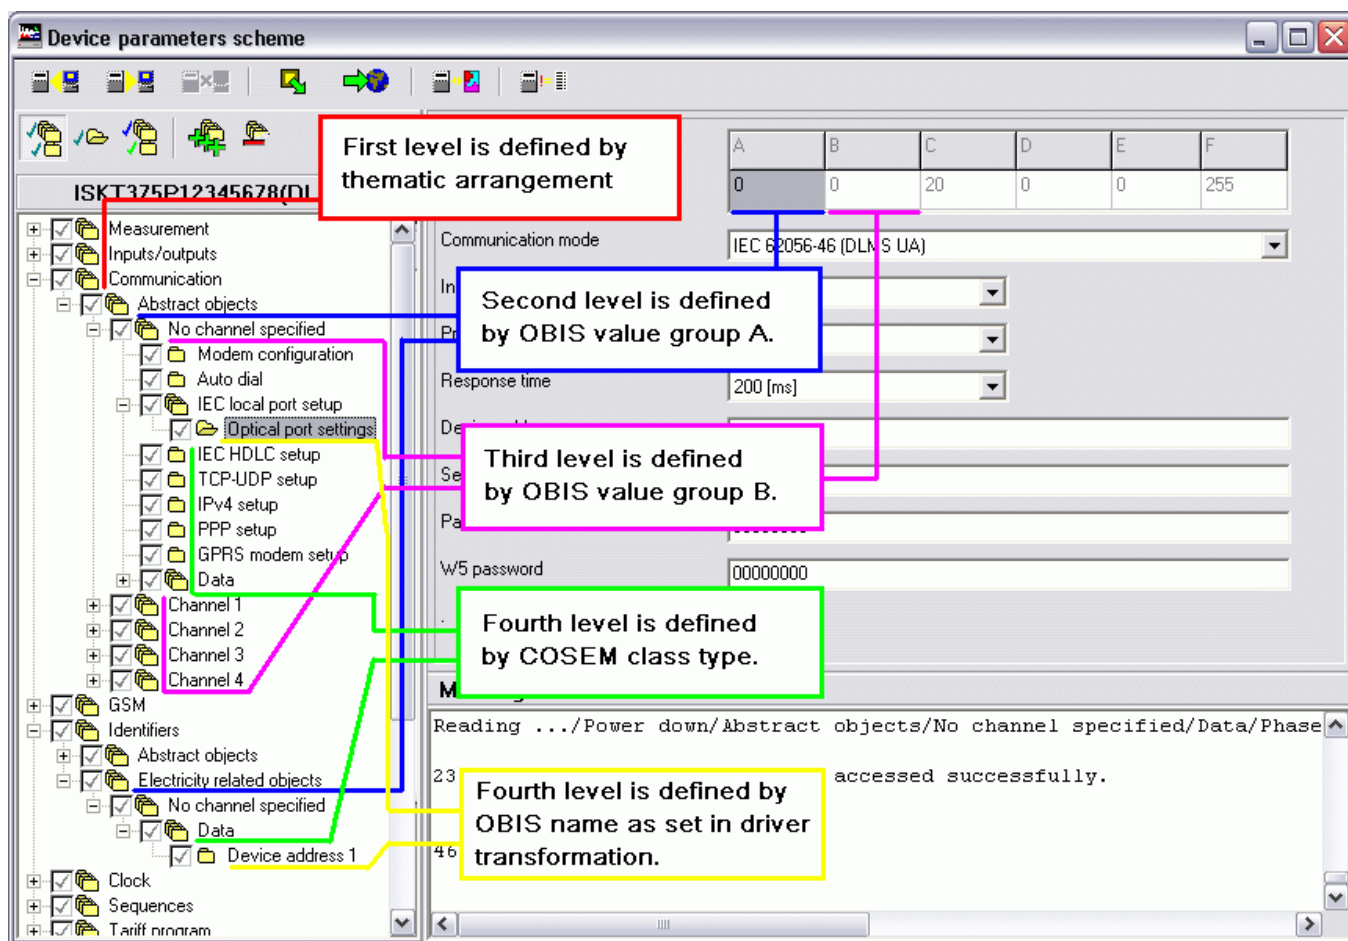 Device parameters scheme
ISKT375P12345678(DL
First level is defined by
thematic arrangement
A B C D E F
0 0 20 0 0 255
Measurement
Inputs/outputs
Communication
Abstract objects
No channel specified
Modem configuration
Auto dial
IEC local port setup
Optical port settings
IEC HDLC setup
TCP-UDP setup
IPv4 setup
PPP setup
GPRS modem setup
Data
Channel 1
Channel 2
Channel 3
Channel 4
GSM
Identifiers
Abstract objects
Electricity related objects
No channel specified
Data
Device address 1
Clock
Sequences
Tariff program
Communication mode
IEC 62056-46 (DLMS UA)
Second level is defined
by OBIS value group A.
Response time
200 [ms]
Third level is defined
by OBIS value group B.
W5 password
00000000
Fourth level is defined
by COSEM class type.
Reading .../Power down/Abstract objects/No channel specified/Data/Phase
23
accessed successfully.
Fourth level is defined by
OBIS name as set in driver
transformation.
46